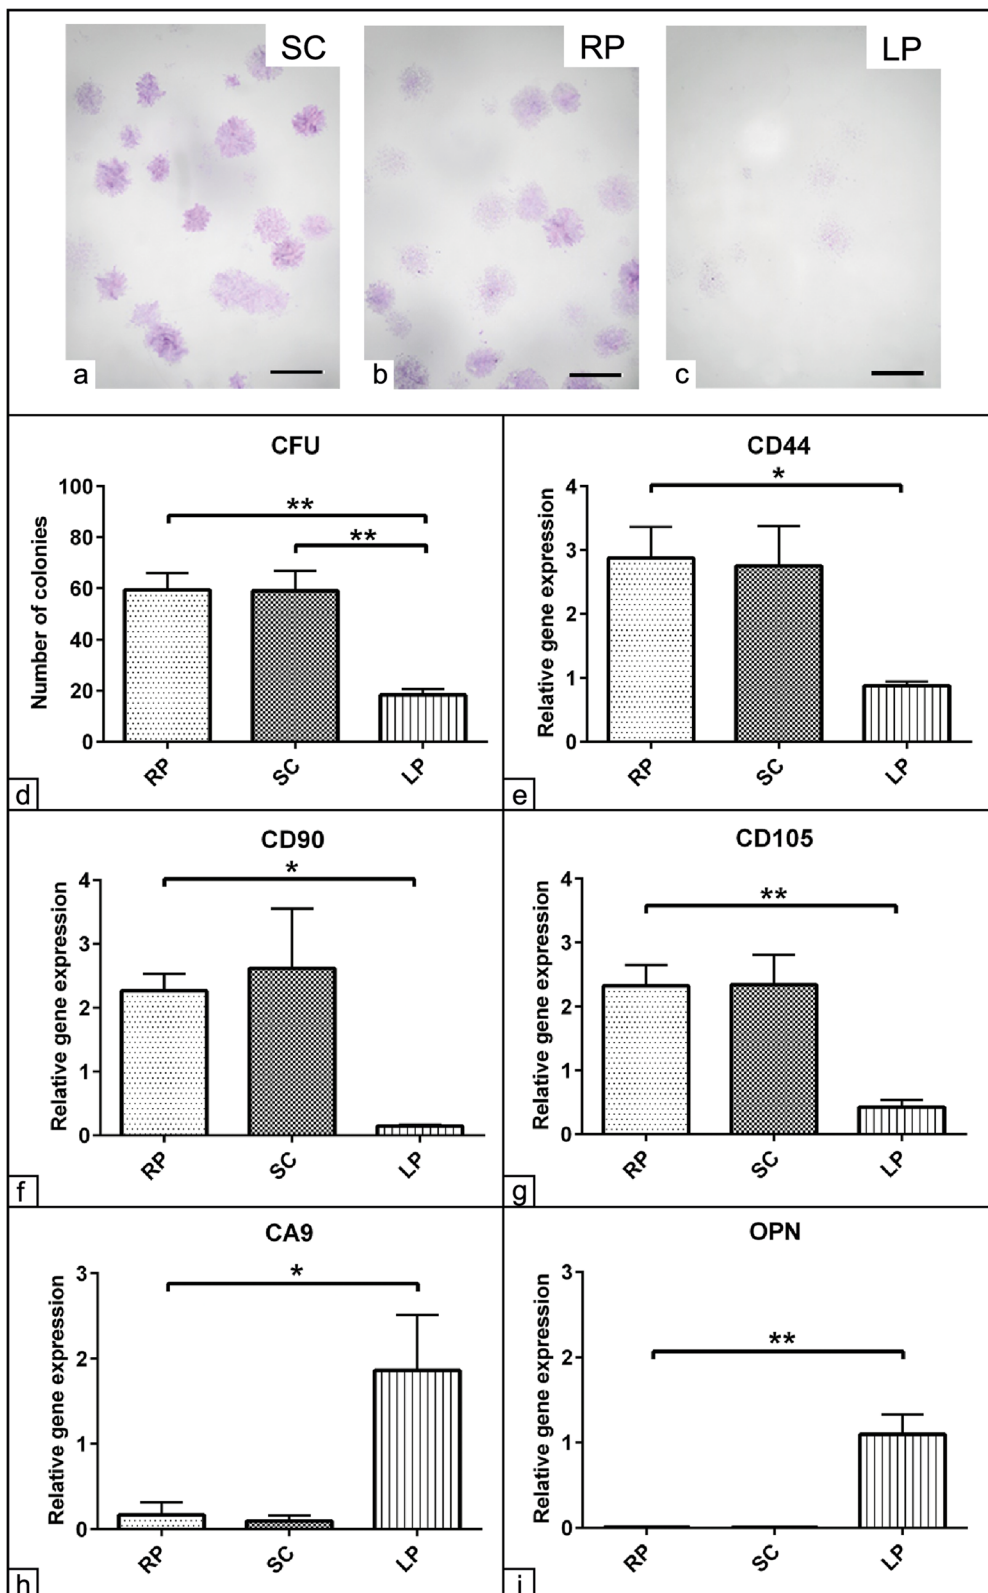 SC
RP
LP
a
b
c
CFU
**
**
Number of colonies
100
80
60
40
20
0
RP
SC
LP
d
CD44
*
Relative gene expression
4
3
2
1
0
RP
SC
LP
e
CD90
*
Relative gene expression
4
3
2
1
0
RP
SC
LP
f
CD105
**
Relative gene expression
4
3
2
1
0
RP
SC
LP
g
CA9
*
Relative gene expression
3
2
1
0
RP
SC
LP
h
OPN
**
Relative gene expression
3
2
1
0
RP
SC
LP
i